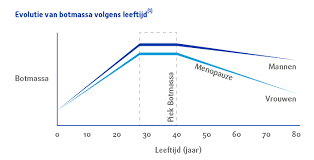 Evolutie van botmassa volgens leeftijd[5]
Botmassa
Piek Botmassa
Menopauze
Mannen
Vrouwen
0 10 20 30 40 50 60 70 80
Leeftijd (jaar)